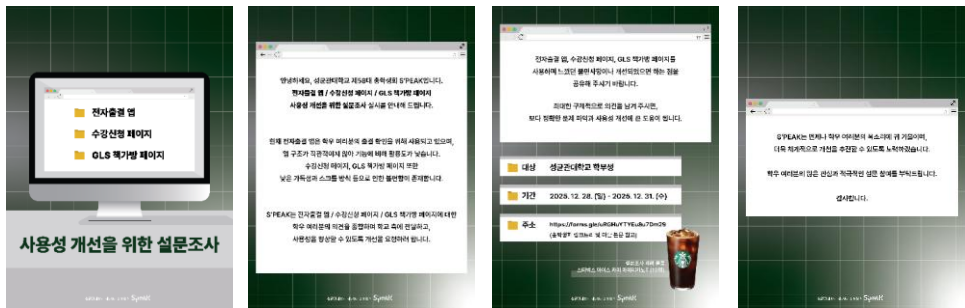 전자출결 앱
수강신청 페이지
GLS 책가방 페이지
사용성 개선을 위한 설문조사
S'PEAK
안녕하세요, 성균관대학교 제58대 총학생회 S'PEAK입니다.
전자출결 앱 / 수강신청 페이지 / GLS 책가방 페이지
사용성 개선을 위한 설문조사 실시를 안내해 드립니다.
현재 전자출결 앱은 학우 여러분의 출결 확인을 위해 사용되고 있으며,
앱 구조가 직관적이지 않아 기능에 비해 활용도가 낮습니다.
수강신청 페이지, GLS 책가방 페이지 또한
낮은 가독성과 스크롤 방식 등으로 인한 불편함이 존재합니다.
S'PEAK는 전자출결 앱 / 수강신청 페이지 / GLS 책가방 페이지에 대한
학우 여러분의 의견을 종합하여 학교 측에 전달하고,
사용성을 향상할 수 있도록 개선을 요청하려 합니다.
S'PEAK
전자출결 앱, 수강신청 페이지, GLS 책가방 페이지를
사용하며 느꼈던 불편사항이나 개선되었으면 하는 점을
공유해 주시기 바랍니다.
최대한 구체적으로 의견을 남겨 주시면,
보다 정확한 문제 파악과 사용성 개선에 큰 도움이 됩니다.
대상 성균관대학교 학부생
기간 2025. 12. 28. (일) - 2025. 12. 31. (수)
주소
S'PEAK
S'PEAK는 언제나 학우 여러분의 목소리에 귀 기울이며,
더욱 체계적으로 개선을 추진할 수 있도록 노력하겠습니다.
학우 여러분의 많은 관심과 적극적인 설문 참여를 부탁드립니다.
감사합니다.
S'PEAK